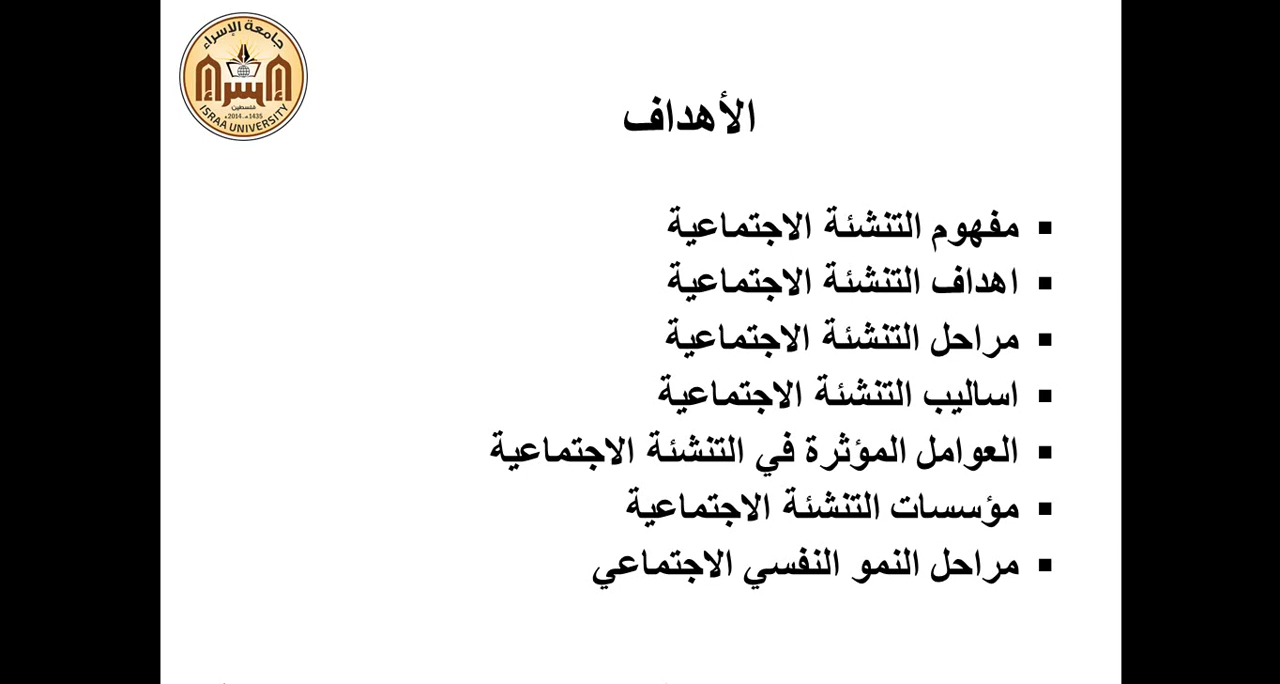 جامعة الإسراء
الإسراء
فلسطين
1435هـ - 2014م
ISRAA UNIVERSITY
الأهداف
▪ مفهوم التنشئة الاجتماعية
▪ اهداف التنشئة الاجتماعية
▪ مراحل التنشئة الاجتماعية
▪ اساليب التنشئة الاجتماعية
▪ العوامل المؤثرة في التنشئة الاجتماعية
▪ مؤسسات التنشئة الاجتماعية
▪ مراحل النمو النفسي الاجتماعي